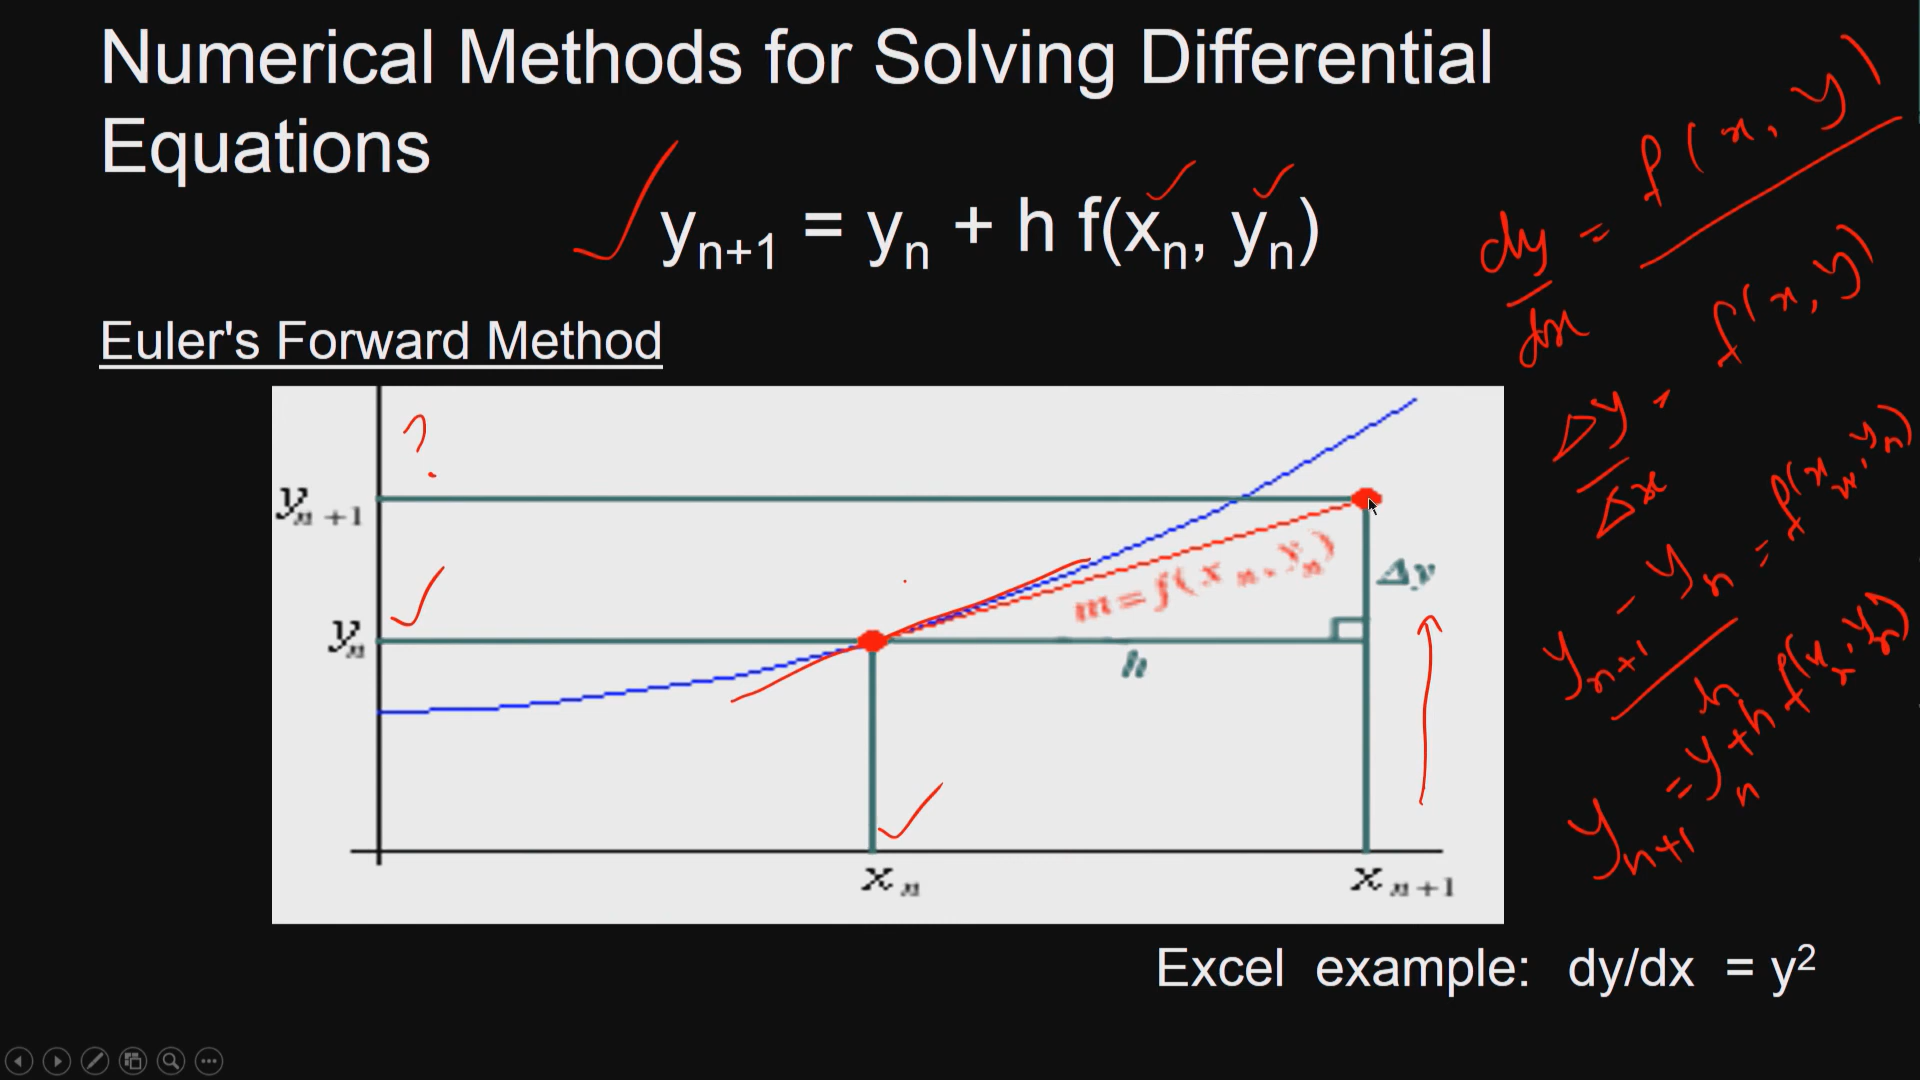 Numerical Methods for Solving Differential
Equations
yₙ₊₁ = yₙ + h f(xₙ, yₙ)
Euler's Forward Method
?
yₙ₊₁
yₙ
m=f(xₙ, yₙ)
Δy
h
xₙ
xₙ₊₁
Excel example: dy/dx = y²
dy/dx = f(x, y)
Δy/Δx = f(x, y)
yₙ₊₁ - yₙ / h = f(xₙ, yₙ)
yₙ₊₁ = yₙ + h f(xₙ, yₙ)